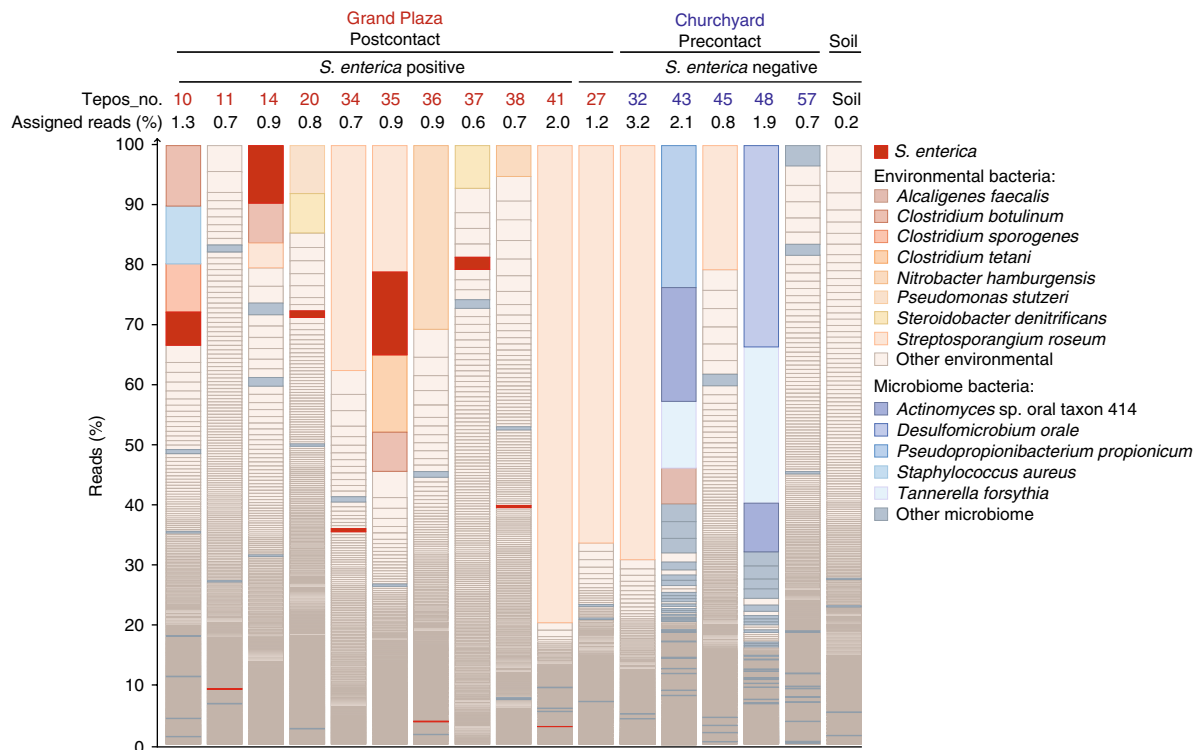 Grand Plaza
Postcontact
Churchyard
Precontact
Soil
S. enterica positive
S. enterica negative
Tepos_no. 10 11 14 20 34 35 36 37 38 41 27 32 43 45 48 57 Soil
Assigned reads (%) 1.3 0.7 0.9 0.8 0.7 0.9 0.9 0.6 0.7 2.0 1.2 3.2 2.1 0.8 1.9 0.7 0.2
100
90
80
70
60
50
40
30
20
10
0
Reads (%)
S. enterica
Environmental bacteria:
Alcaligenes faecalis
Clostridium botulinum
Clostridium sporogenes
Clostridium tetani
Nitrobacter hamburgensis
Pseudomonas stutzeri
Steroidobacter denitrificans
Streptosporangium roseum
Other environmental
Microbiome bacteria:
Actinomyces sp. oral taxon 414
Desulfomicrobium orale
Pseudopropionibacterium propionicum
Staphylococcus aureus
Tannerella forsythia
Other microbiome